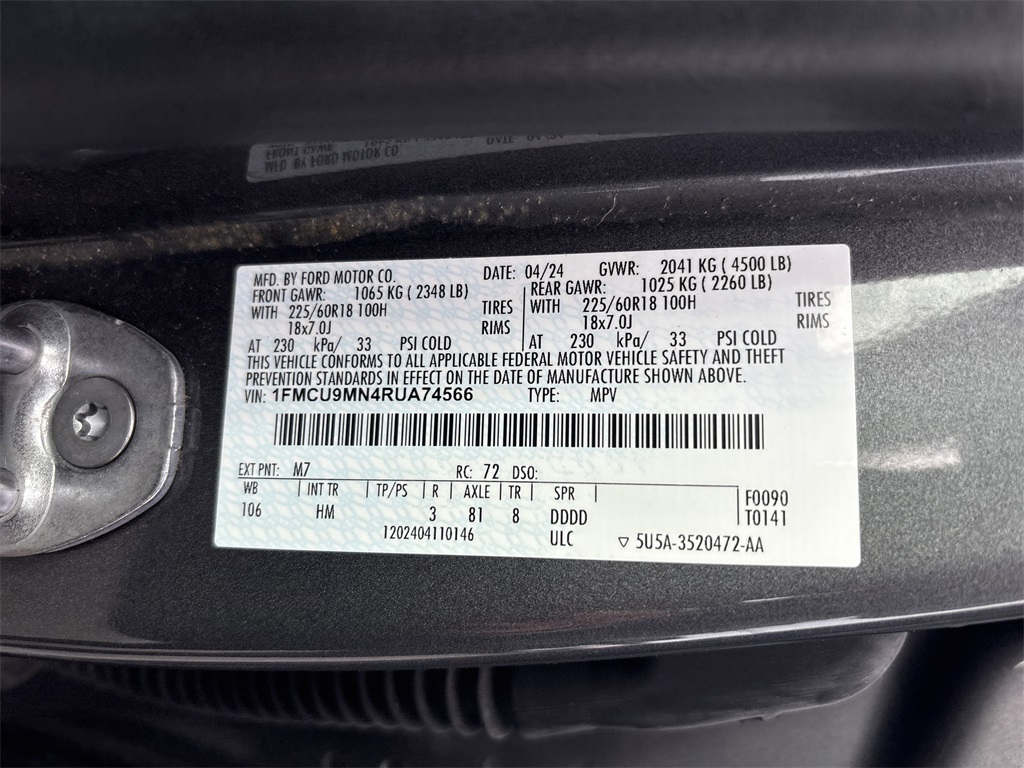 MFD. BY FORD MOTOR CO. DATE: 04/24 GVWR: 2041 KG ( 4500 LB)
FRONT GAWR: 1065 KG ( 2348 LB) REAR GAWR: 1025 KG ( 2260 LB)
WITH 225/60R18 100H TIRES WITH 225/60R18 100H TIRES
18x7.0J RIMS 18x7.0J RIMS
AT 230 kPa/ 33 PSI COLD AT 230 kPa/ 33 PSI COLD
THIS VEHICLE CONFORMS TO ALL APPLICABLE FEDERAL MOTOR VEHICLE SAFETY AND THEFT
PREVENTION STANDARDS IN EFFECT ON THE DATE OF MANUFACTURE SHOWN ABOVE.
VIN: 1FMCU9MN4RUA74566 TYPE: MPV
EXT PNT: M7 RC: 72 DSO:
WB INT TR TP/PS R AXLE TR SPR F0090
106 HM 3 81 8 DDDD T0141
1202404110146 ULC ▽ 5U5A-3520472-AA